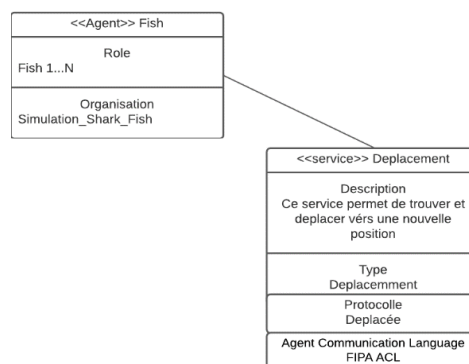 <<Agent>> Fish
Role
Fish 1...N
Organisation
Simulation_Shark_Fish
<<service>> Deplacement
Description
Ce service permet de trouver et
deplacer vérs une nouvelle
position
Type
Deplacemment
Protocolle
Deplacée
Agent Communication Language
FIPA ACL